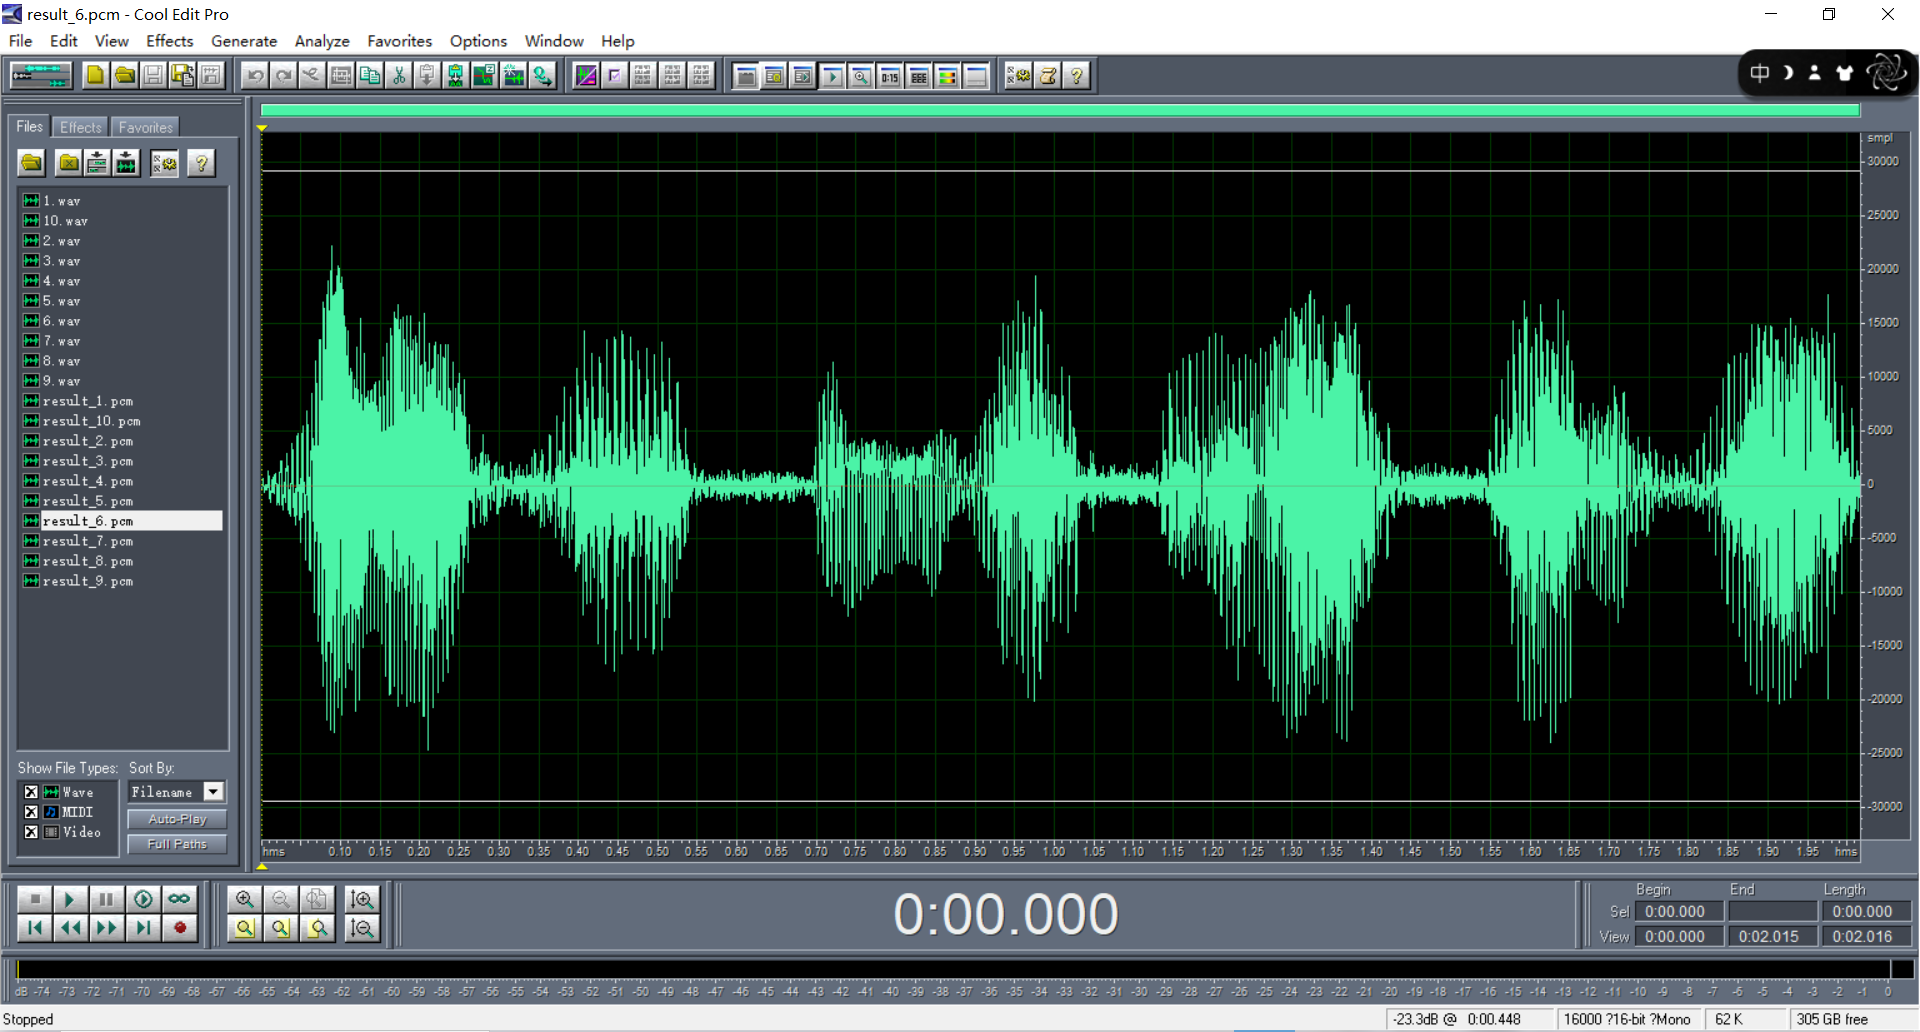 result_6.pcm - Cool Edit Pro
File Edit View Effects Generate Analyze Favorites Options Window Help
中
Files Effects Favorites
1.wav
10.wav
2.wav
3.wav
4.wav
5.wav
6.wav
7.wav
8.wav
9.wav
result_1.pcm
result_10.pcm
result_2.pcm
result_3.pcm
result_4.pcm
result_5.pcm
result_6.pcm
result_7.pcm
result_8.pcm
result_9.pcm
Show File Types: Sort By:
Wave Filename
MIDI Auto-Play
Video Full Paths
smpl
30000
25000
20000
15000
10000
5000
0
-5000
-10000
-15000
-20000
-25000
-30000
hms 0.10 0.15 0.20 0.25 0.30 0.35 0.40 0.45 0.50 0.55 0.60 0.65 0.70 0.75 0.80 0.85 0.90 0.95 1.00 1.05 1.10 1.15 1.20 1.25 1.30 1.35 1.40 1.45 1.50 1.55 1.60 1.65 1.70 1.75 1.80 1.85 1.90 1.95 hms
0:00.000
Begin End Length
Sel 0:00.000 0:00.000
View 0:00.000 0:02.015 0:02.016
dB -74 -73 -72 -71 -70 -69 -68 -67 -66 -65 -64 -63 -62 -61 -60 -59 -58 -57 -56 -55 -54 -53 -52 -51 -50 -49 -48 -47 -46 -45 -44 -43 -42 -41 -40 -39 -38 -37 -36 -35 -34 -33 -32 -31 -30 -29 -28 -27 -26 -25 -24 -23 -22 -21 -20 -19 -18 -17 -16 -15 -14 -13 -12 -11 -10 -9 -8 -7 -6 -5 -4 -3 -2 -1 0
Stopped -23.3dB @ 0:00.448 16000 ?16-bit ?Mono 62 K 305 GB free